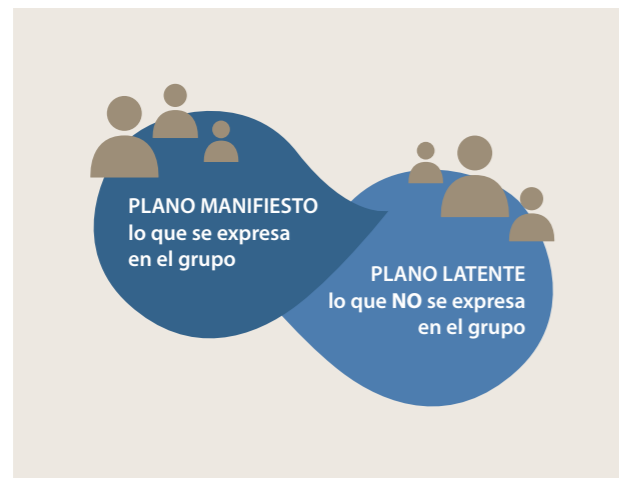 PLANO MANIFIESTO
lo que se expresa
en el grupo
PLANO LATENTE
lo que NO se expresa
en el grupo